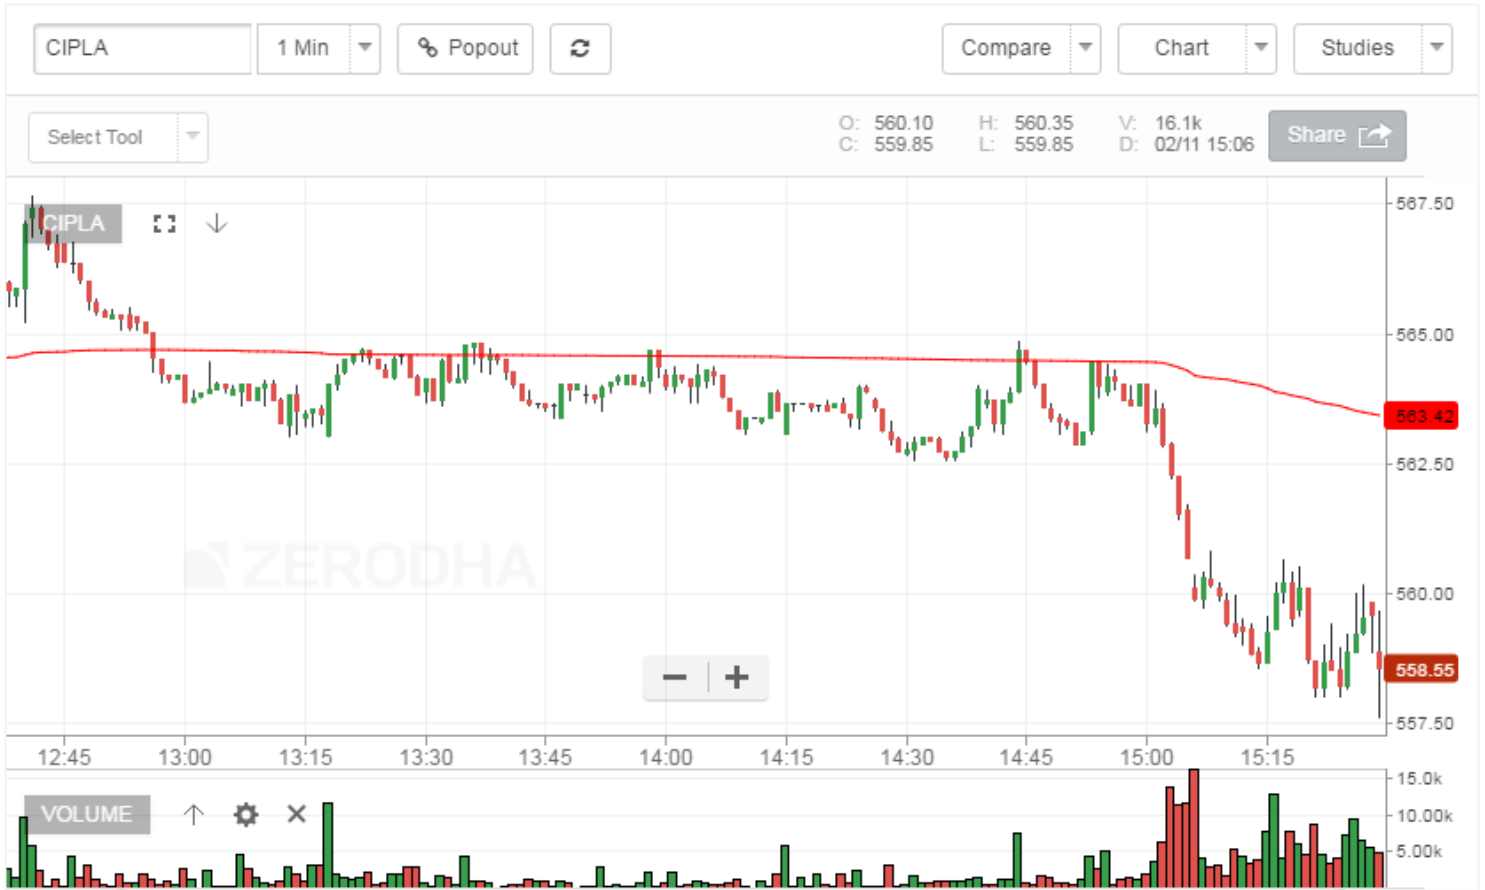 CIPLA 1 Min Popout Compare Chart Studies
Select Tool O: 560.10 H: 560.35 V: 16.1k Share
C: 559.85 L: 559.85 D: 02/11 15:06
CIPLA
567.50
565.00
563.42
562.50
ZERODHA
560.00
558.55
557.50
12:45 13:00 13:15 13:30 13:45 14:00 14:15 14:30 14:45 15:00 15:15
15.0k
VOLUME 10.00k
5.00k